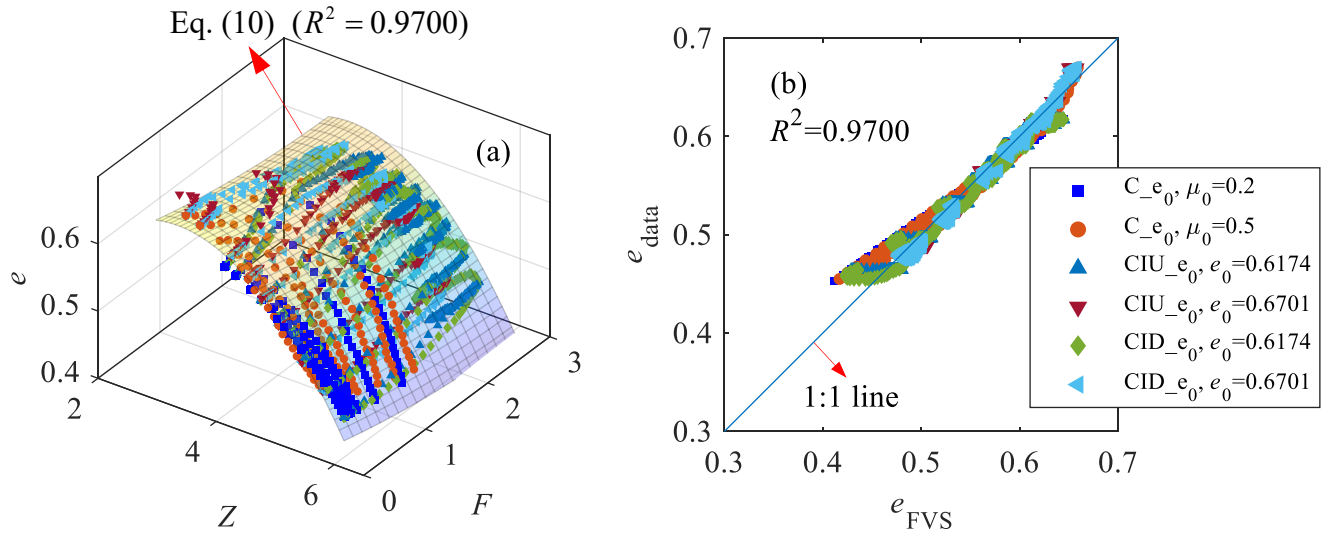 Eq. (10) (R² = 0.9700)
(a)
0.6
0.5
0.4
e
2
4
6
Z
0
1
2
3
F
0.7
0.6
0.5
0.4
0.3
e_data
(b)
R²=0.9700
1:1 line
0.3
0.4
0.5
0.6
0.7
e_FVS
C_e₀, μ₀=0.2
C_e₀, μ₀=0.5
CIU_e₀, e₀=0.6174
CIU_e₀, e₀=0.6701
CID_e₀, e₀=0.6174
CID_e₀, e₀=0.6701